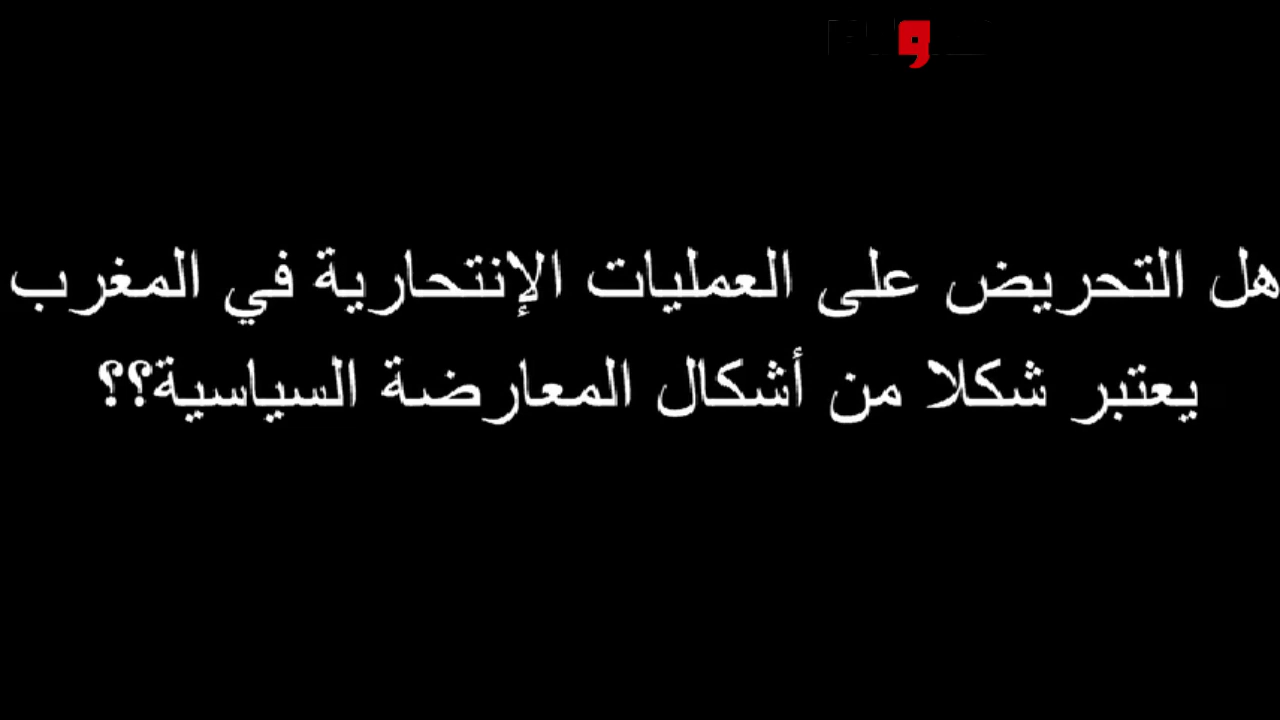 هل التحريض على العمليات الإنتحارية في المغرب
يعتبر شكلا من أشكال المعارضة السياسية؟؟